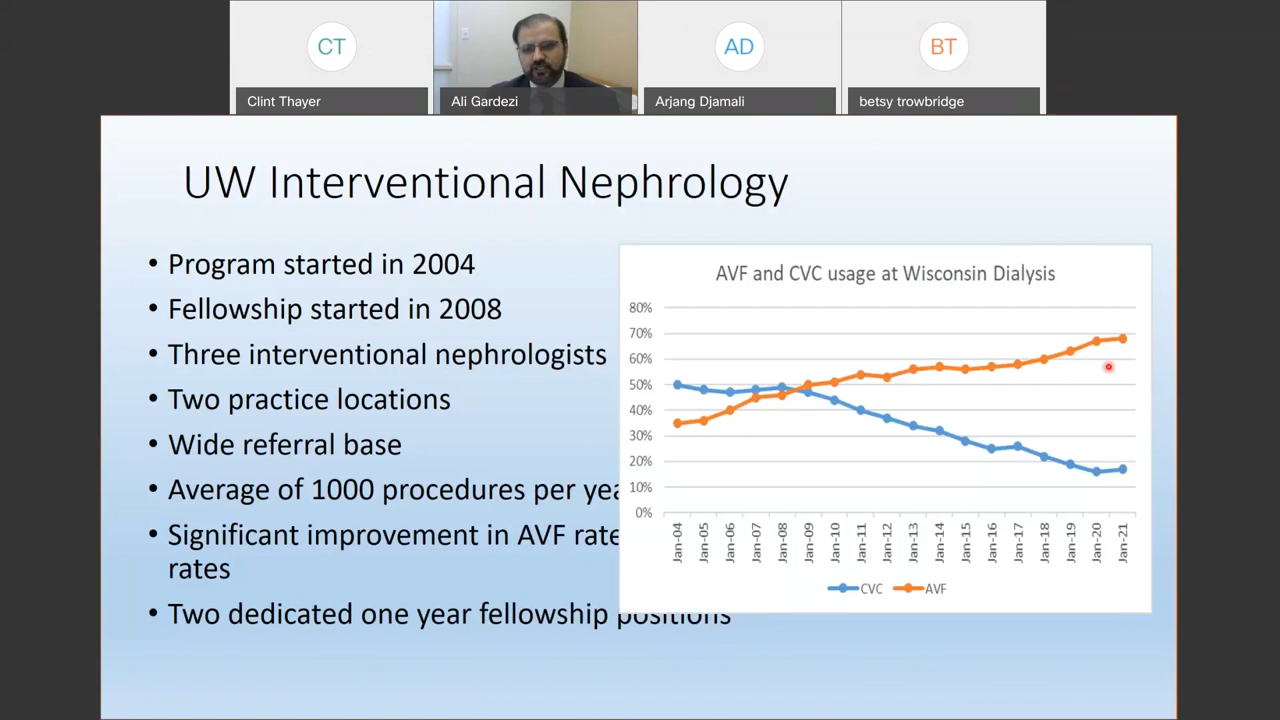 CT
AD
BT
Clint Thayer
Ali Gardezi
Arjang Djamali
betsy trowbridge
UW Interventional Nephrology
• Program started in 2004
• Fellowship started in 2008
• Three interventional nephrologists
• Two practice locations
• Wide referral base
• Average of 1000 procedures per yea
• Significant improvement in AVF rate
rates
• Two dedicated one year fellowship positions
AVF and CVC usage at Wisconsin Dialysis
80%
70%
60%
50%
40%
30%
20%
10%
0%
Jan-04
Jan-05
Jan-06
Jan-07
Jan-08
Jan-09
Jan-10
Jan-11
Jan-12
Jan-13
Jan-14
Jan-15
Jan-16
Jan-17
Jan-18
Jan-19
Jan-20
Jan-21
CVC
AVF